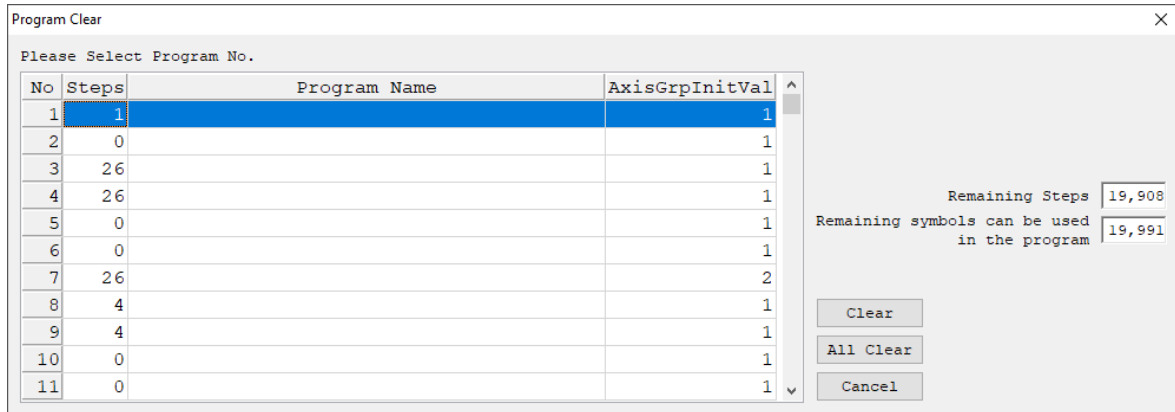 Program Clear
Please Select Program No.
No Steps Program Name AxisGrpInitVal
1 1 1
2 0 1
3 26 1
4 26 1
5 0 1
6 0 1
7 26 2
8 4 1
9 4 1
10 0 1
11 0 1
Remaining Steps 19,908
Remaining symbols can be used
in the program 19,991
Clear
All Clear
Cancel